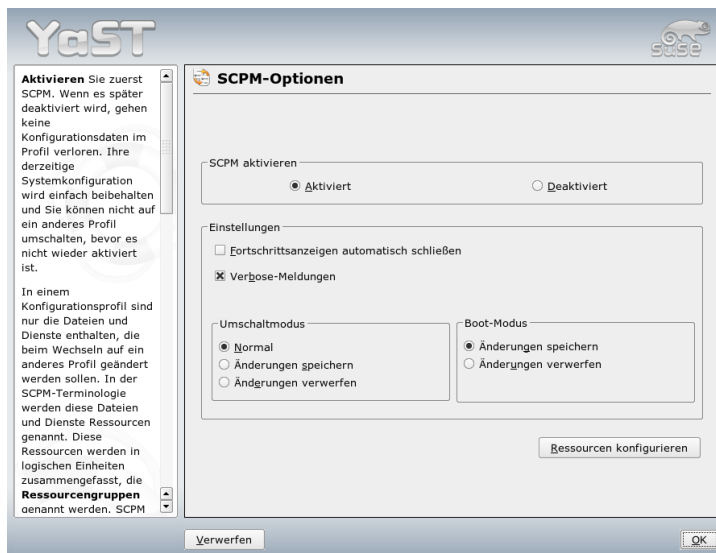 YaST
SUSE
Aktivieren Sie zuerst
SCPM. Wenn es später
deaktiviert wird, gehen
keine
Konfigurationsdaten im
Profil verloren. Ihre
derzeitige
Systemkonfiguration
wird einfach beibehalten
und Sie können nicht auf
ein anderes Profil
umschalten, bevor es
nicht wieder aktiviert
ist.
In einem
Konfigurationsprofil sind
nur die Dateien und
Dienste enthalten, die
beim Wechseln auf ein
anderes Profil geändert
werden sollen. In der
SCPM-Terminologie
werden diese Dateien
und Dienste Ressourcen
genannt. Diese
Ressourcen werden in
logischen Einheiten
zusammengefasst, die
Ressourcengruppen
genannt werden. SCPM
SCPM-Optionen
SCPM aktivieren
Aktiviert
Deaktiviert
Einstellungen
Fortschrittsanzeigen automatisch schließen
Verbose-Meldungen
Umschaltmodus
Normal
Änderungen speichern
Änderungen verwerfen
Boot-Modus
Änderungen speichern
Änderungen verwerfen
Ressourcen konfigurieren
Verwerfen
OK